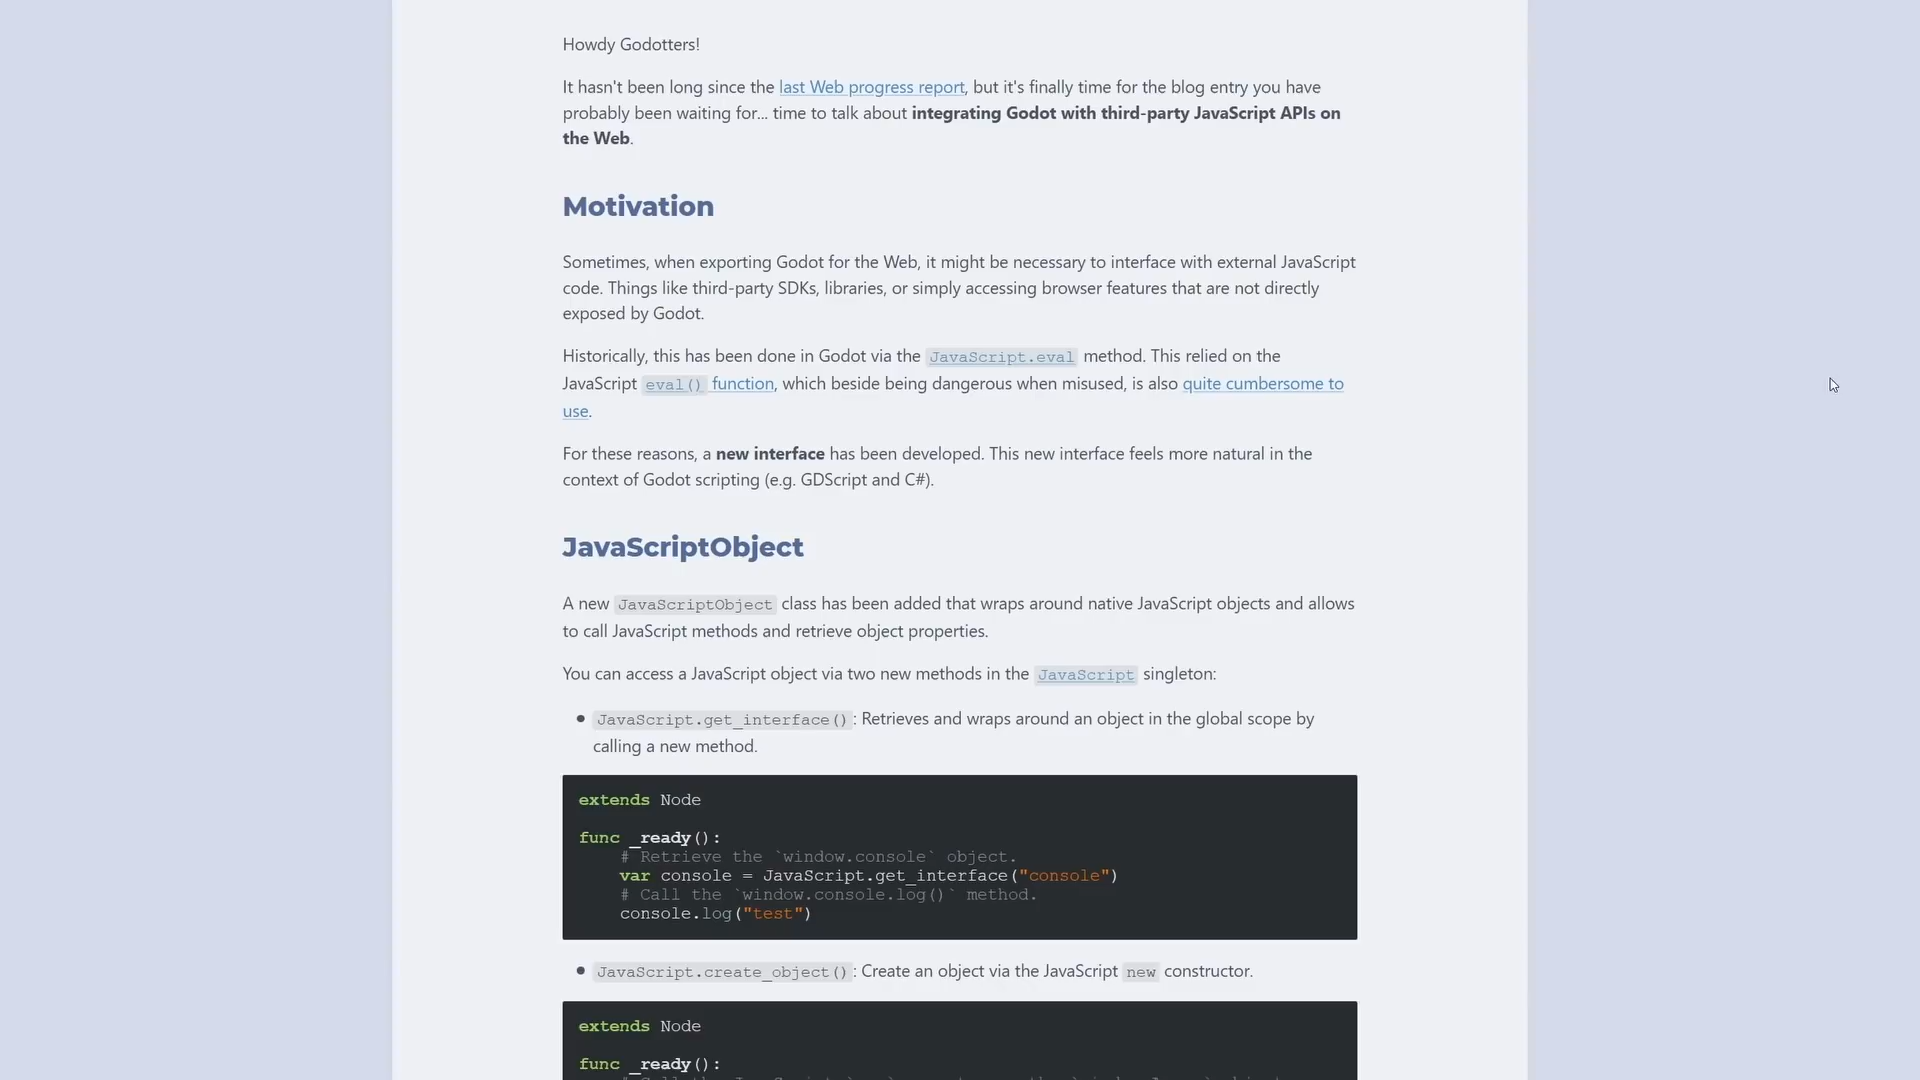 Howdy Godotters!
It hasn't been long since the last Web progress report, but it's finally time for the blog entry you have
probably been waiting for... time to talk about integrating Godot with third-party JavaScript APIs on
the Web.
Motivation
Sometimes, when exporting Godot for the Web, it might be necessary to interface with external JavaScript
code. Things like third-party SDKs, libraries, or simply accessing browser features that are not directly
exposed by Godot.
Historically, this has been done in Godot via the JavaScript.eval method. This relied on the
JavaScript eval() function, which beside being dangerous when misused, is also quite cumbersome to
use.
For these reasons, a new interface has been developed. This new interface feels more natural in the
context of Godot scripting (e.g. GDScript and C#).
JavaScriptObject
A new JavaScriptObject class has been added that wraps around native JavaScript objects and allows
to call JavaScript methods and retrieve object properties.
You can access a JavaScript object via two new methods in the JavaScript singleton:
• JavaScript.get_interface(): Retrieves and wraps around an object in the global scope by
calling a new method.
extends Node
func _ready():
# Retrieve the `window.console` object.
var console = JavaScript.get_interface("console")
# Call the `window.console.log()` method.
console.log("test")
• JavaScript.create_object(): Create an object via the JavaScript new constructor.
extends Node
func _ready():